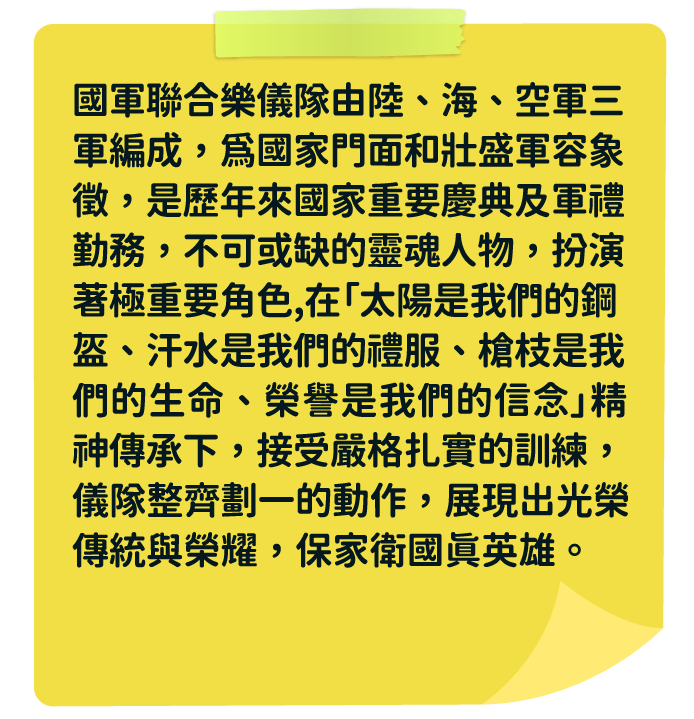 國軍聯合樂儀隊由陸、海、空軍三
軍編成，為國家門面和壯盛軍容象
徵，是歷年來國家重要慶典及軍禮
勤務，不可或缺的靈魂人物，扮演
著極重要角色,在「太陽是我們的鋼
盔、汗水是我們的禮服、槍枝是我
們的生命、榮譽是我們的信念」精
神傳承下，接受嚴格扎實的訓練，
儀隊整齊劃一的動作，展現出光榮
傳統與榮耀，保家衛國真英雄。